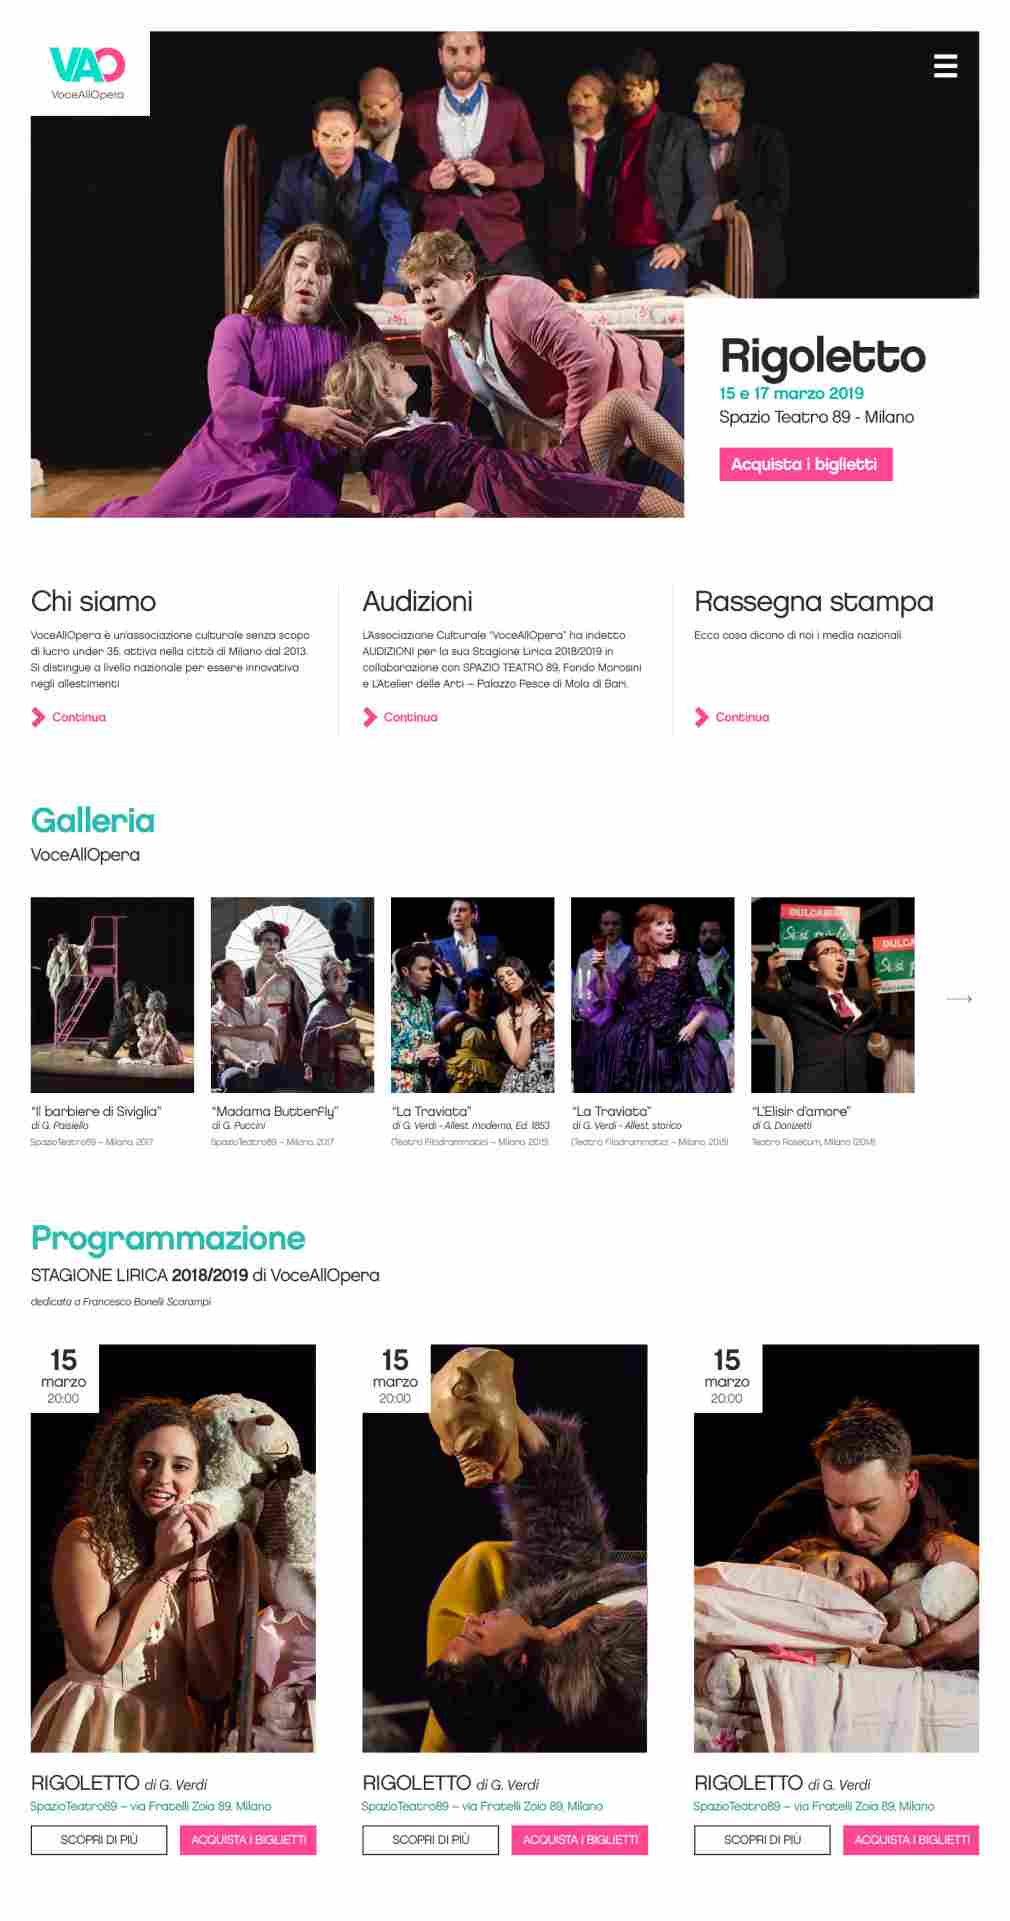 VAO
VoceAllOpera
Rigoletto
15 e 17 marzo 2019
Spazio Teatro 89 - Milano
Acquista i biglietti
Chi siamo
VoceAllOpera è un'associazione culturale senza scopo
di lucro under 35, attiva nella città di Milano dal 2013.
Si distingue a livello nazionale per essere innovativa
negli allestimenti
Continua
Audizioni
L'Associazione Culturale "VoceAllOpera" ha indetto
AUDIZIONI per la sua Stagione Lirica 2018/2019 in
collaborazione con SPAZIO TEATRO 89, Fondo Morosini
e L'Atelier delle Arti – Palazzo Pesce di Mola di Bari.
Continua
Rassegna stampa
Ecco cosa dicono di noi i media nazionali
Continua
Galleria
VoceAllOpera
DULCAMARA
DULCA
"Il barbiere di Siviglia"
di G. Paisiello
SpazioTeatro89 – Milano, 2017
"Madama Butterfly"
di G. Puccini
SpazioTeatro89 – Milano, 2017
"La Traviata"
di G. Verdi - Allest. moderna, Ed. 1853
(Teatro Filodrammatici – Milano, 2015)
"La Traviata"
di G. Verdi - Allest. storico
(Teatro Filodrammatici – Milano, 2015)
"L'Elisir d'amore"
di G. Donizetti
Teatro Rosetum, Milano (2014)
Programmazione
STAGIONE LIRICA 2018/2019 di VoceAllOpera
dedicata a Francesco Bonelli Scarampi
15
marzo
20:00
15
marzo
20:00
15
marzo
20:00
RIGOLETTO di G. Verdi
SpazioTeatro89 – via Fratelli Zoia 89, Milano
SCOPRI DI PIÙ
ACQUISTA I BIGLIETTI
RIGOLETTO di G. Verdi
SpazioTeatro89 – via Fratelli Zoia 89, Milano
SCOPRI DI PIÙ
ACQUISTA I BIGLIETTI
RIGOLETTO di G. Verdi
SpazioTeatro89 – via Fratelli Zoia 89, Milano
SCOPRI DI PIÙ
ACQUISTA I BIGLIETTI